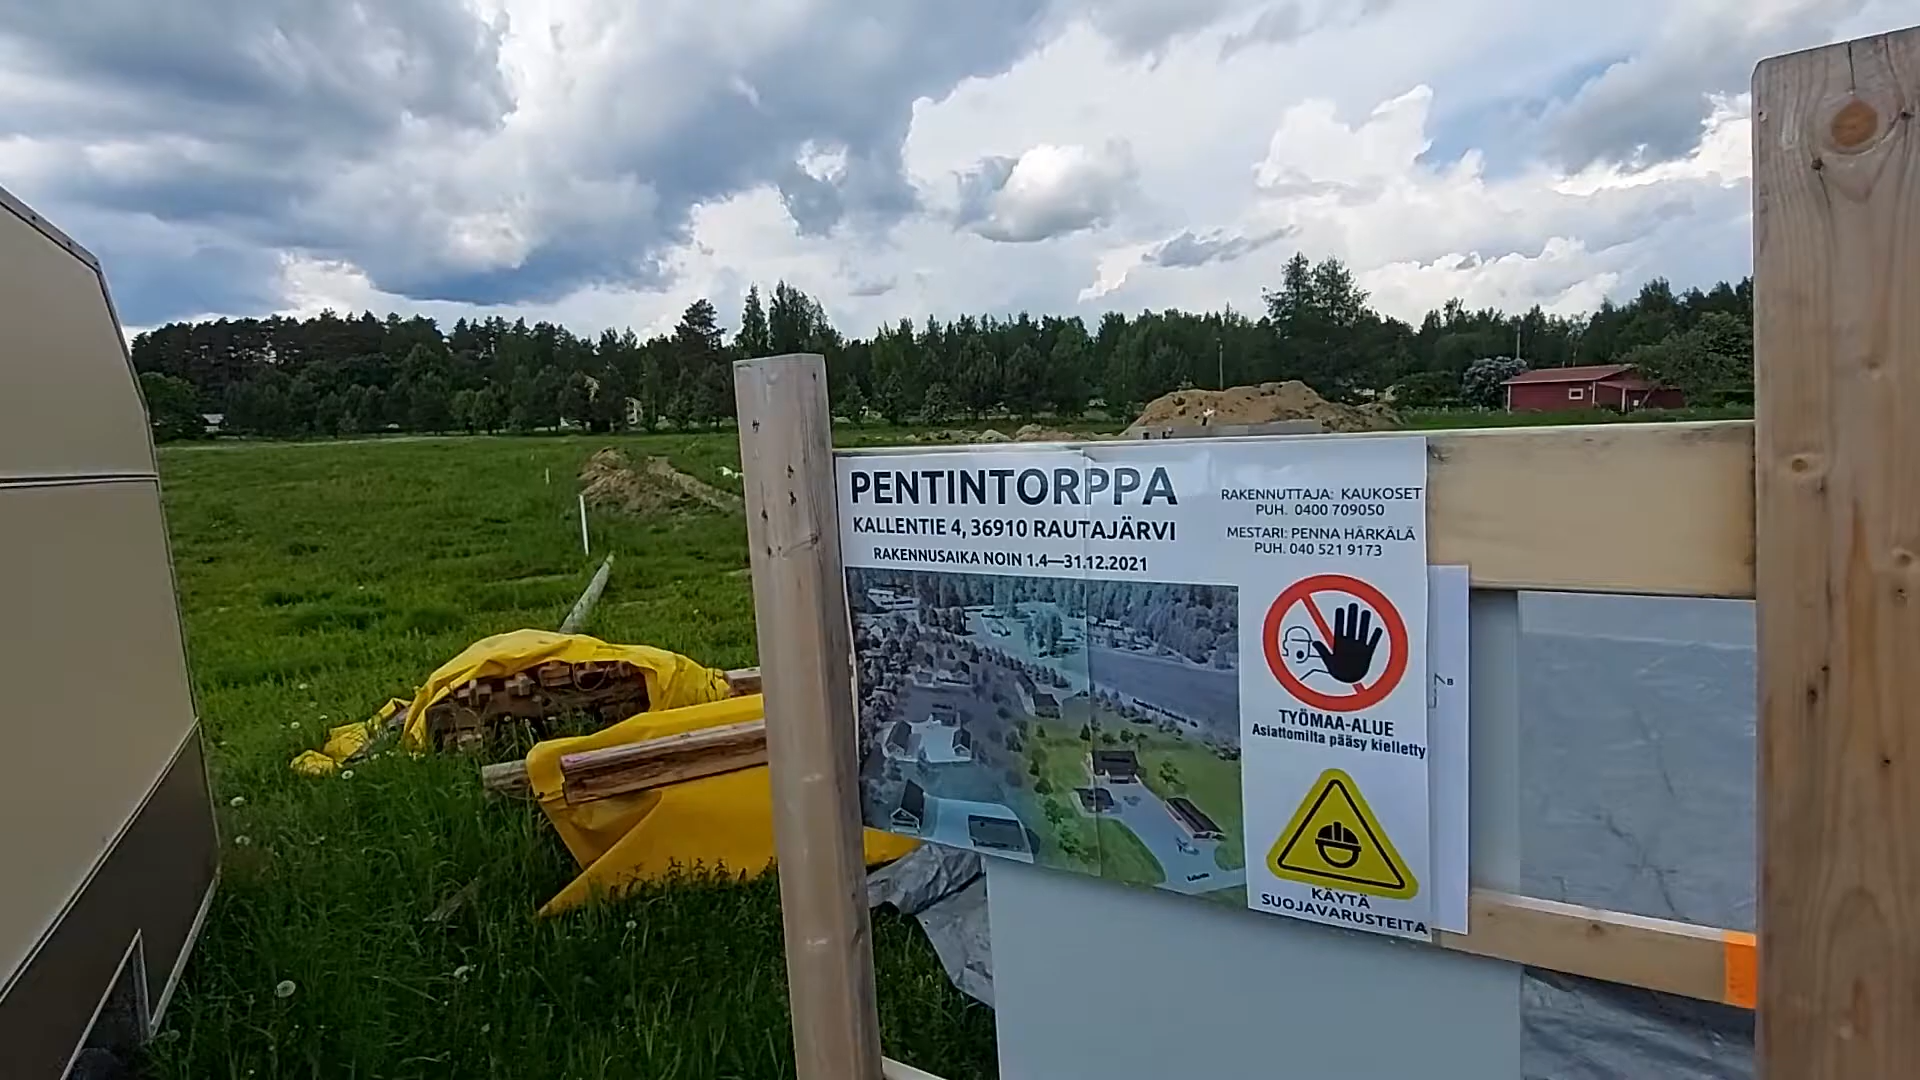 PENTINTORPPA
KALLENTIE 4, 36910 RAUTAJÄRVI
RAKENNUSAIKA NOIN 1.4—31.12.2021
RAKENNUTTAJA: KAUKOSET
PUH. 0400 709050
MESTARI: PENNA HÄRKÄLÄ
PUH. 040 521 9173
TYÖMAA-ALUE
Asiattomilta pääsy kielletty
KÄYTÄ
SUOJAVARUSTEITA